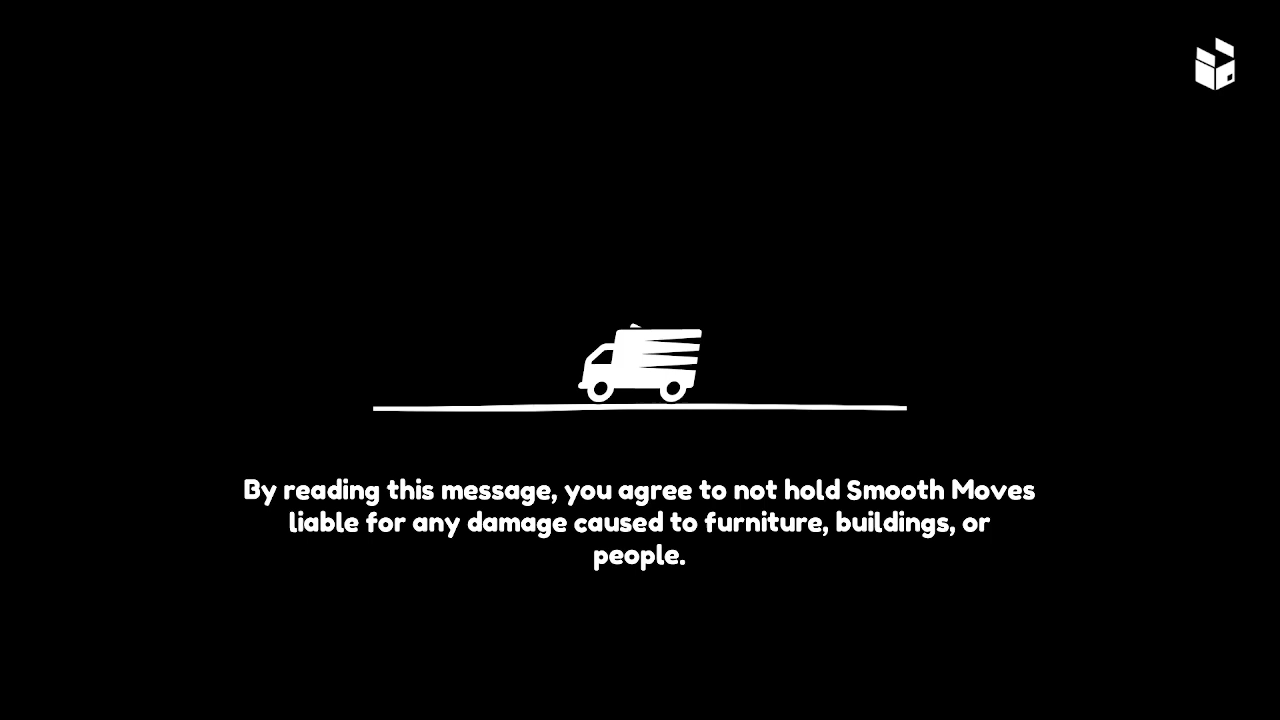 By reading this message, you agree to not hold Smooth Moves
liable for any damage caused to furniture, buildings, or
people.